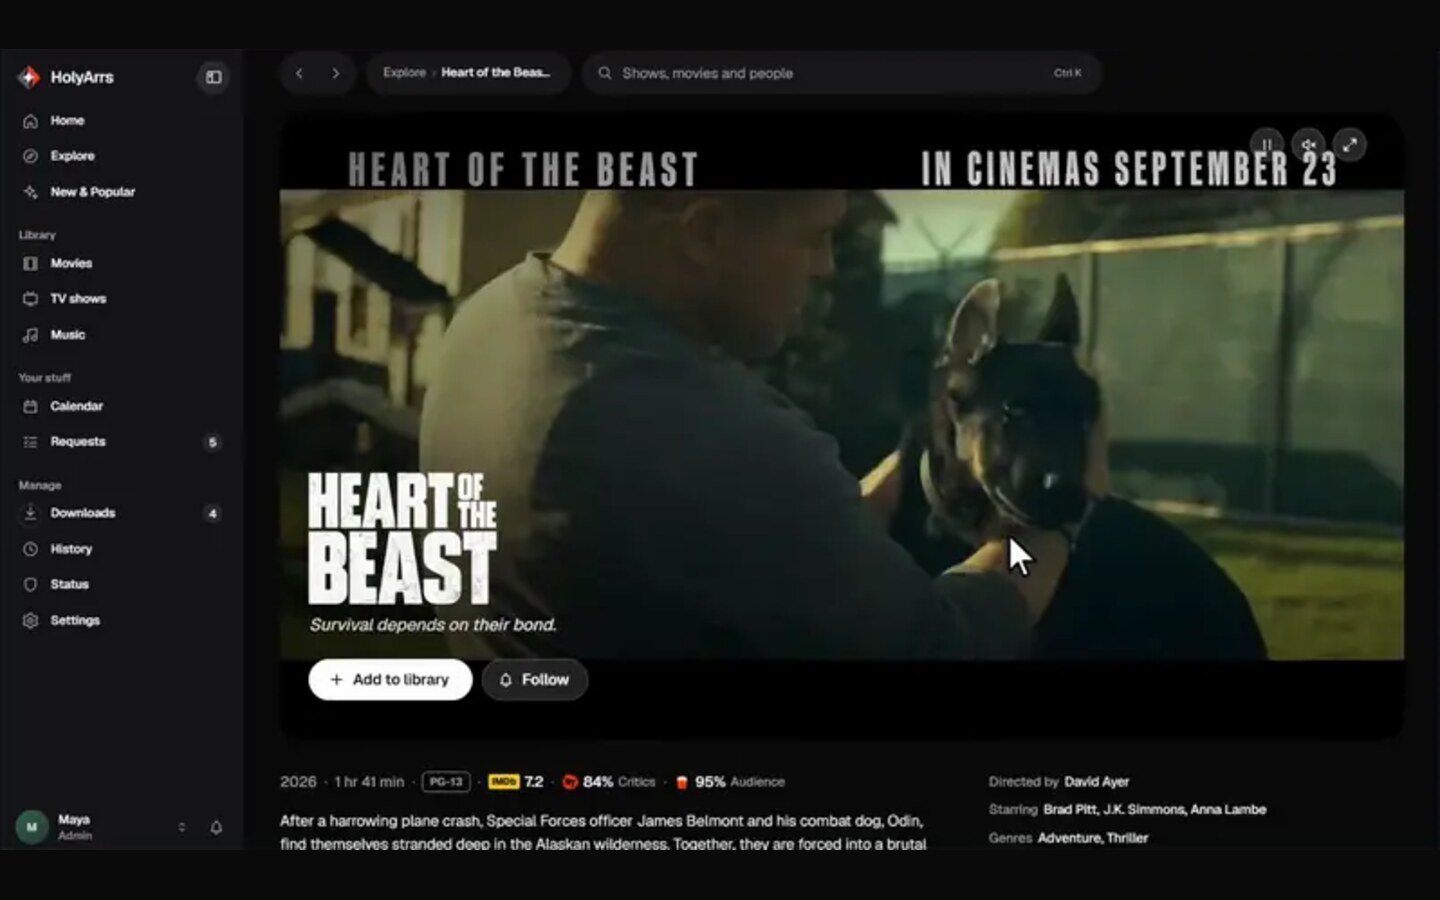 HolyArrs
Explore › Heart of the Beas...
Shows, movies and people
Ctrl K
Home
Explore
New & Popular
Library
Movies
TV shows
Music
Your stuff
Calendar
Requests 5
Manage
Downloads 4
History
Status
Settings
M
Maya
Admin
HEART OF THE BEAST
IN CINEMAS SEPTEMBER 23
HEART OF THE
BEAST
Survival depends on their bond.
+ Add to library
Follow
2026 · 1 hr 41 min · PG-13 · IMDb 7.2 · 84% Critics · 95% Audience
After a harrowing plane crash, Special Forces officer James Belmont and his combat dog, Odin,
find themselves stranded deep in the Alaskan wilderness. Together, they are forced into a brutal
Directed by David Ayer
Starring Brad Pitt, J.K. Simmons, Anna Lambe
Genres Adventure, Thriller